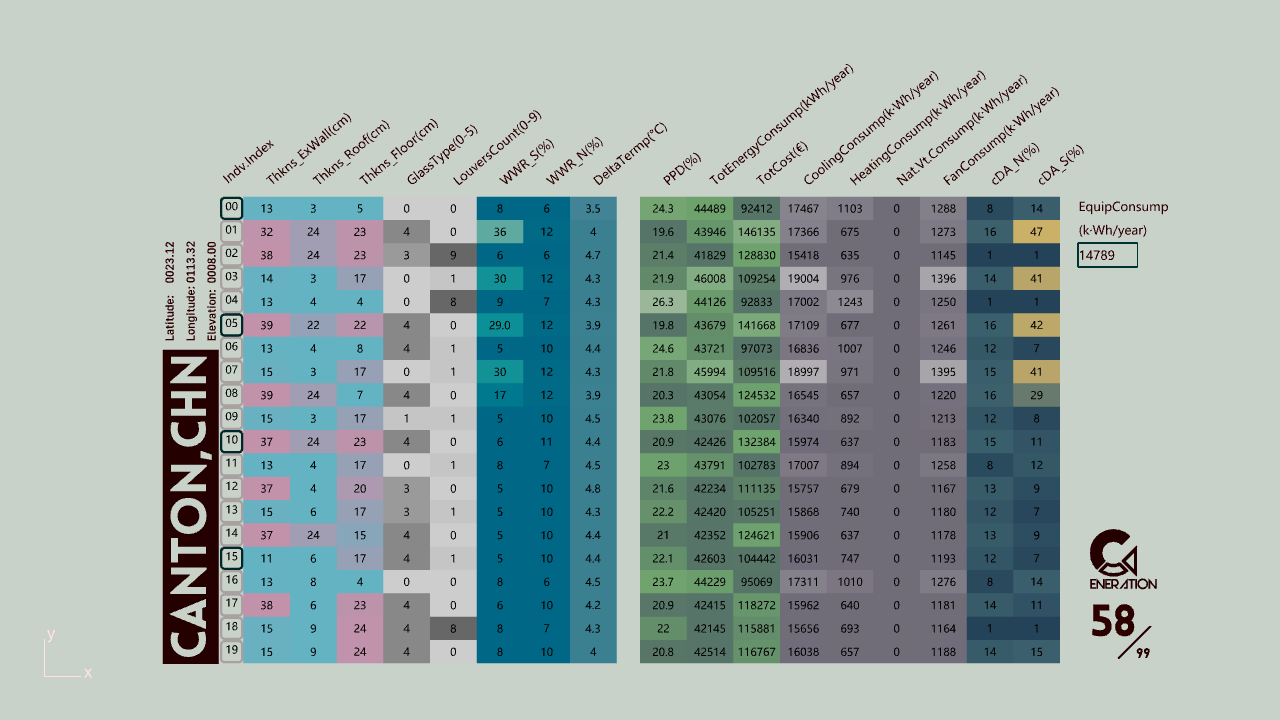 Indv.Index Thkns_ExWall(cm) Thkns_Roof(cm) Thkns_Floor(cm) GlassType(0-5) LouversCount(0-9) WWR_S(%) WWR_N(%) DeltaTermp(°C) PPD(%) TotEnergyConsump(kWh/year) TotCost(€) CoolingConsump(k·Wh/year) HeatingConsump(k·Wh/year) Nat.Vt.Consump(k·Wh/year) FanConsump(k·Wh/year) cDA_N(%) cDA_S(%)
00 13 3 5 0 0 8 6 3.5 24.3 44489 92412 17467 1103 0 1288 8 14
01 32 24 23 4 0 36 12 4 19.6 43946 146135 17366 675 0 1273 16 47
02 38 24 23 3 9 6 6 4.7 21.4 41829 128830 15418 635 0 1145 1 1
03 14 3 17 0 1 30 12 4.3 21.9 46008 109254 19004 976 0 1396 14 41
04 13 4 4 0 8 9 7 4.3 26.3 44126 92833 17002 1243 0 1250 1 1
05 39 22 22 4 0 29.0 12 3.9 19.8 43679 141668 17109 677 0 1261 16 42
06 13 4 8 4 1 5 10 4.4 24.6 43721 97073 16836 1007 0 1246 12 7
07 15 3 17 0 1 30 12 4.3 21.8 45994 109516 18997 971 0 1395 15 41
08 39 24 7 4 0 17 12 3.9 20.3 43054 124532 16545 657 0 1220 16 29
09 15 3 17 1 1 5 10 4.5 23.8 43076 102057 16340 892 0 1213 12 8
10 37 24 23 4 0 6 11 4.4 20.9 42426 132384 15974 637 0 1183 15 11
11 13 4 17 0 1 8 7 4.5 23 43791 102783 17007 894 0 1258 8 12
12 37 4 20 3 0 5 10 4.8 21.6 42234 111135 15757 679 0 1167 13 9
13 15 6 17 3 1 5 10 4.3 22.2 42420 105251 15868 740 0 1180 12 7
14 37 24 15 4 0 5 10 4.4 21 42352 124621 15906 637 0 1178 13 9
15 11 6 17 4 1 5 10 4.4 22.1 42603 104442 16031 747 0 1193 12 7
16 13 8 4 0 0 8 6 4.5 23.7 44229 95069 17311 1010 0 1276 8 14
17 38 6 23 4 0 6 10 4.2 20.9 42415 118272 15962 640 0 1181 14 11
18 15 9 24 4 8 8 7 4.3 22 42145 115881 15656 693 0 1164 1 1
19 15 9 24 4 0 8 10 4 20.8 42514 116767 16038 657 0 1188 14 15
EquipConsump
(k·Wh/year)
14789
Latitude: 0023.12
Longitude: 0113.32
Elevation: 0008.00
CANTON,CHN
ENERATION
58/99
y
x